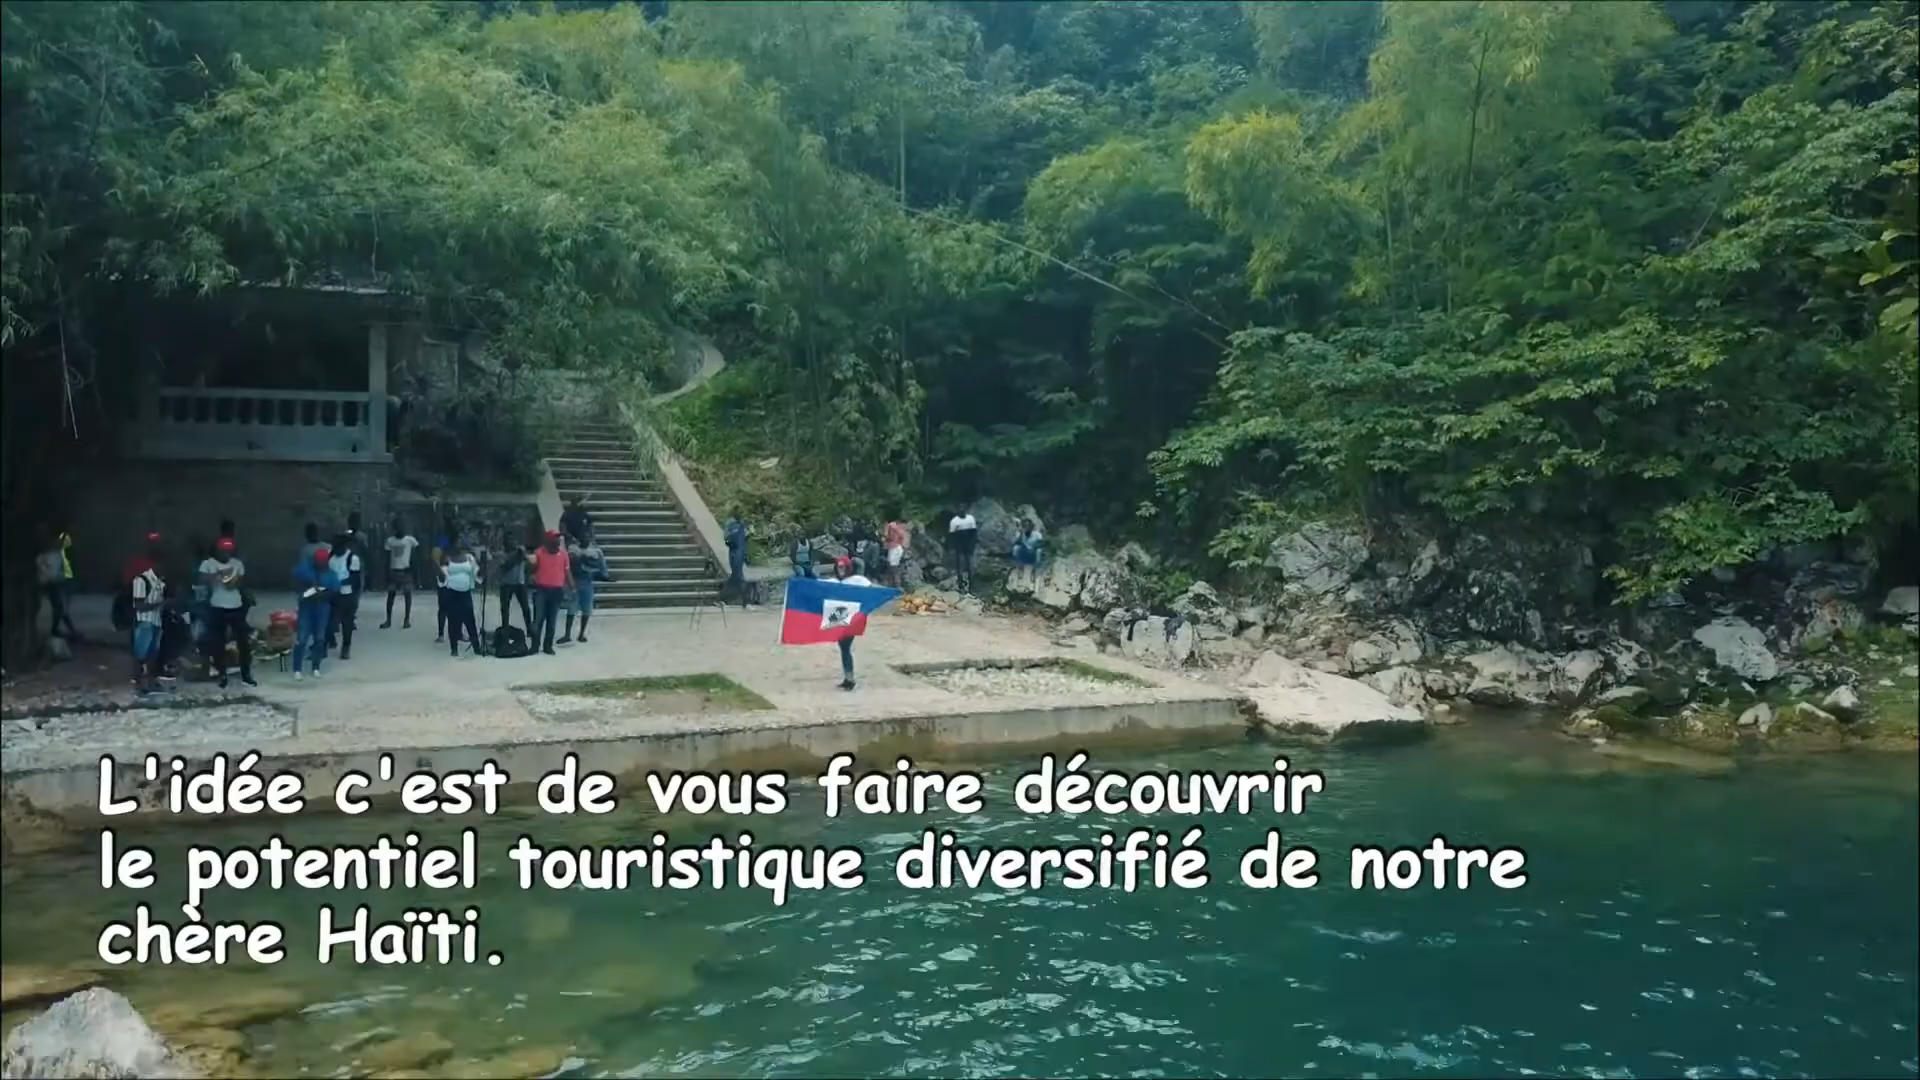 L'idée c'est de vous faire découvrir
le potentiel touristique diversifié de notre
chère Haïti.